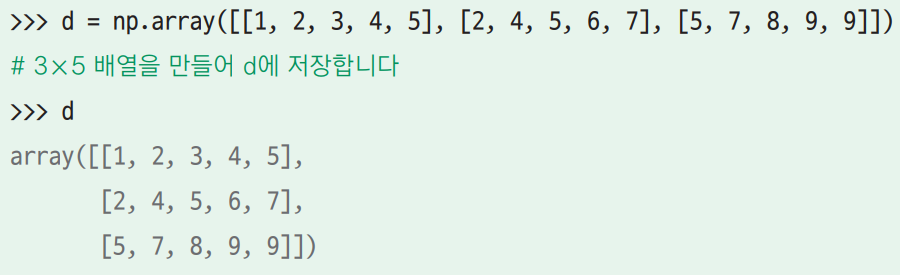 >>> d = np.array([[1, 2, 3, 4, 5], [2, 4, 5, 6, 7], [5, 7, 8, 9, 9]])
# 3×5 배열을 만들어 d에 저장합니다
>>> d
array([[1, 2, 3, 4, 5],
       [2, 4, 5, 6, 7],
       [5, 7, 8, 9, 9]])